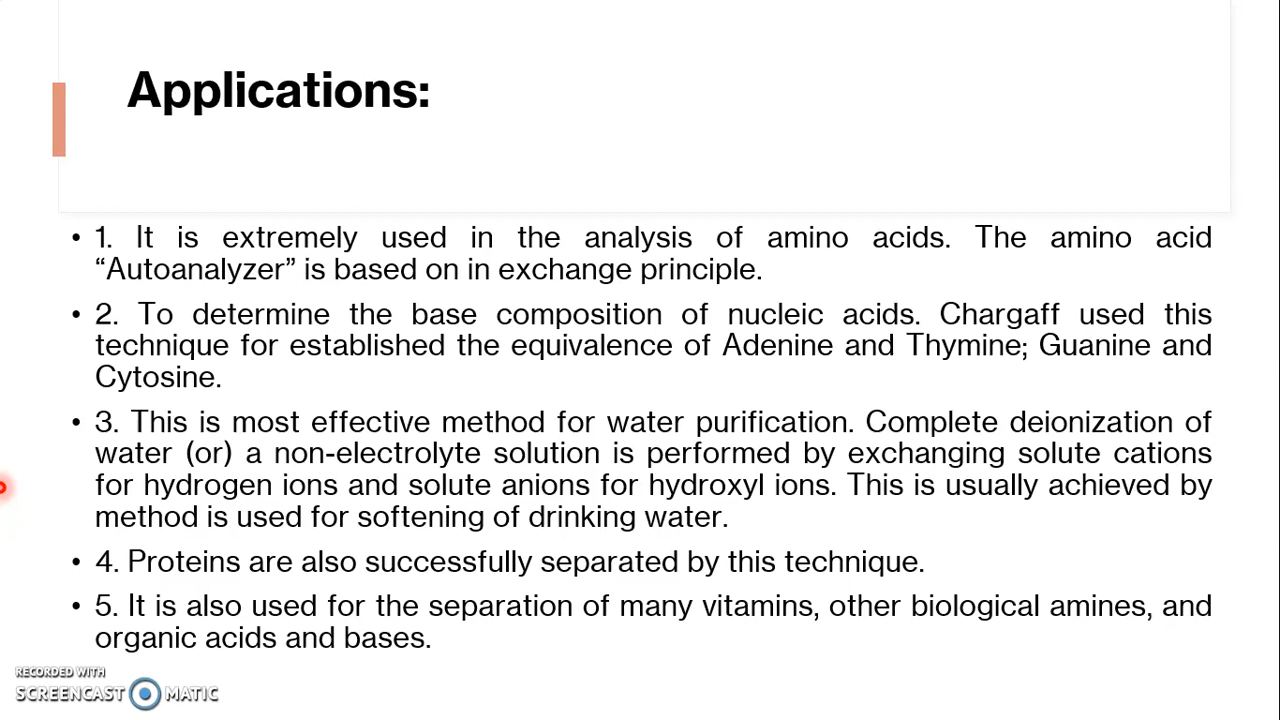 Applications:
• 1. It is extremely used in the analysis of amino acids. The amino acid
“Autoanalyzer” is based on in exchange principle.
• 2. To determine the base composition of nucleic acids. Chargaff used this
technique for established the equivalence of Adenine and Thymine; Guanine and
Cytosine.
• 3. This is most effective method for water purification. Complete deionization of
water (or) a non-electrolyte solution is performed by exchanging solute cations
for hydrogen ions and solute anions for hydroxyl ions. This is usually achieved by
method is used for softening of drinking water.
• 4. Proteins are also successfully separated by this technique.
• 5. It is also used for the separation of many vitamins, other biological amines, and
organic acids and bases.
RECORDED WITH
SCREENCAST MATIC